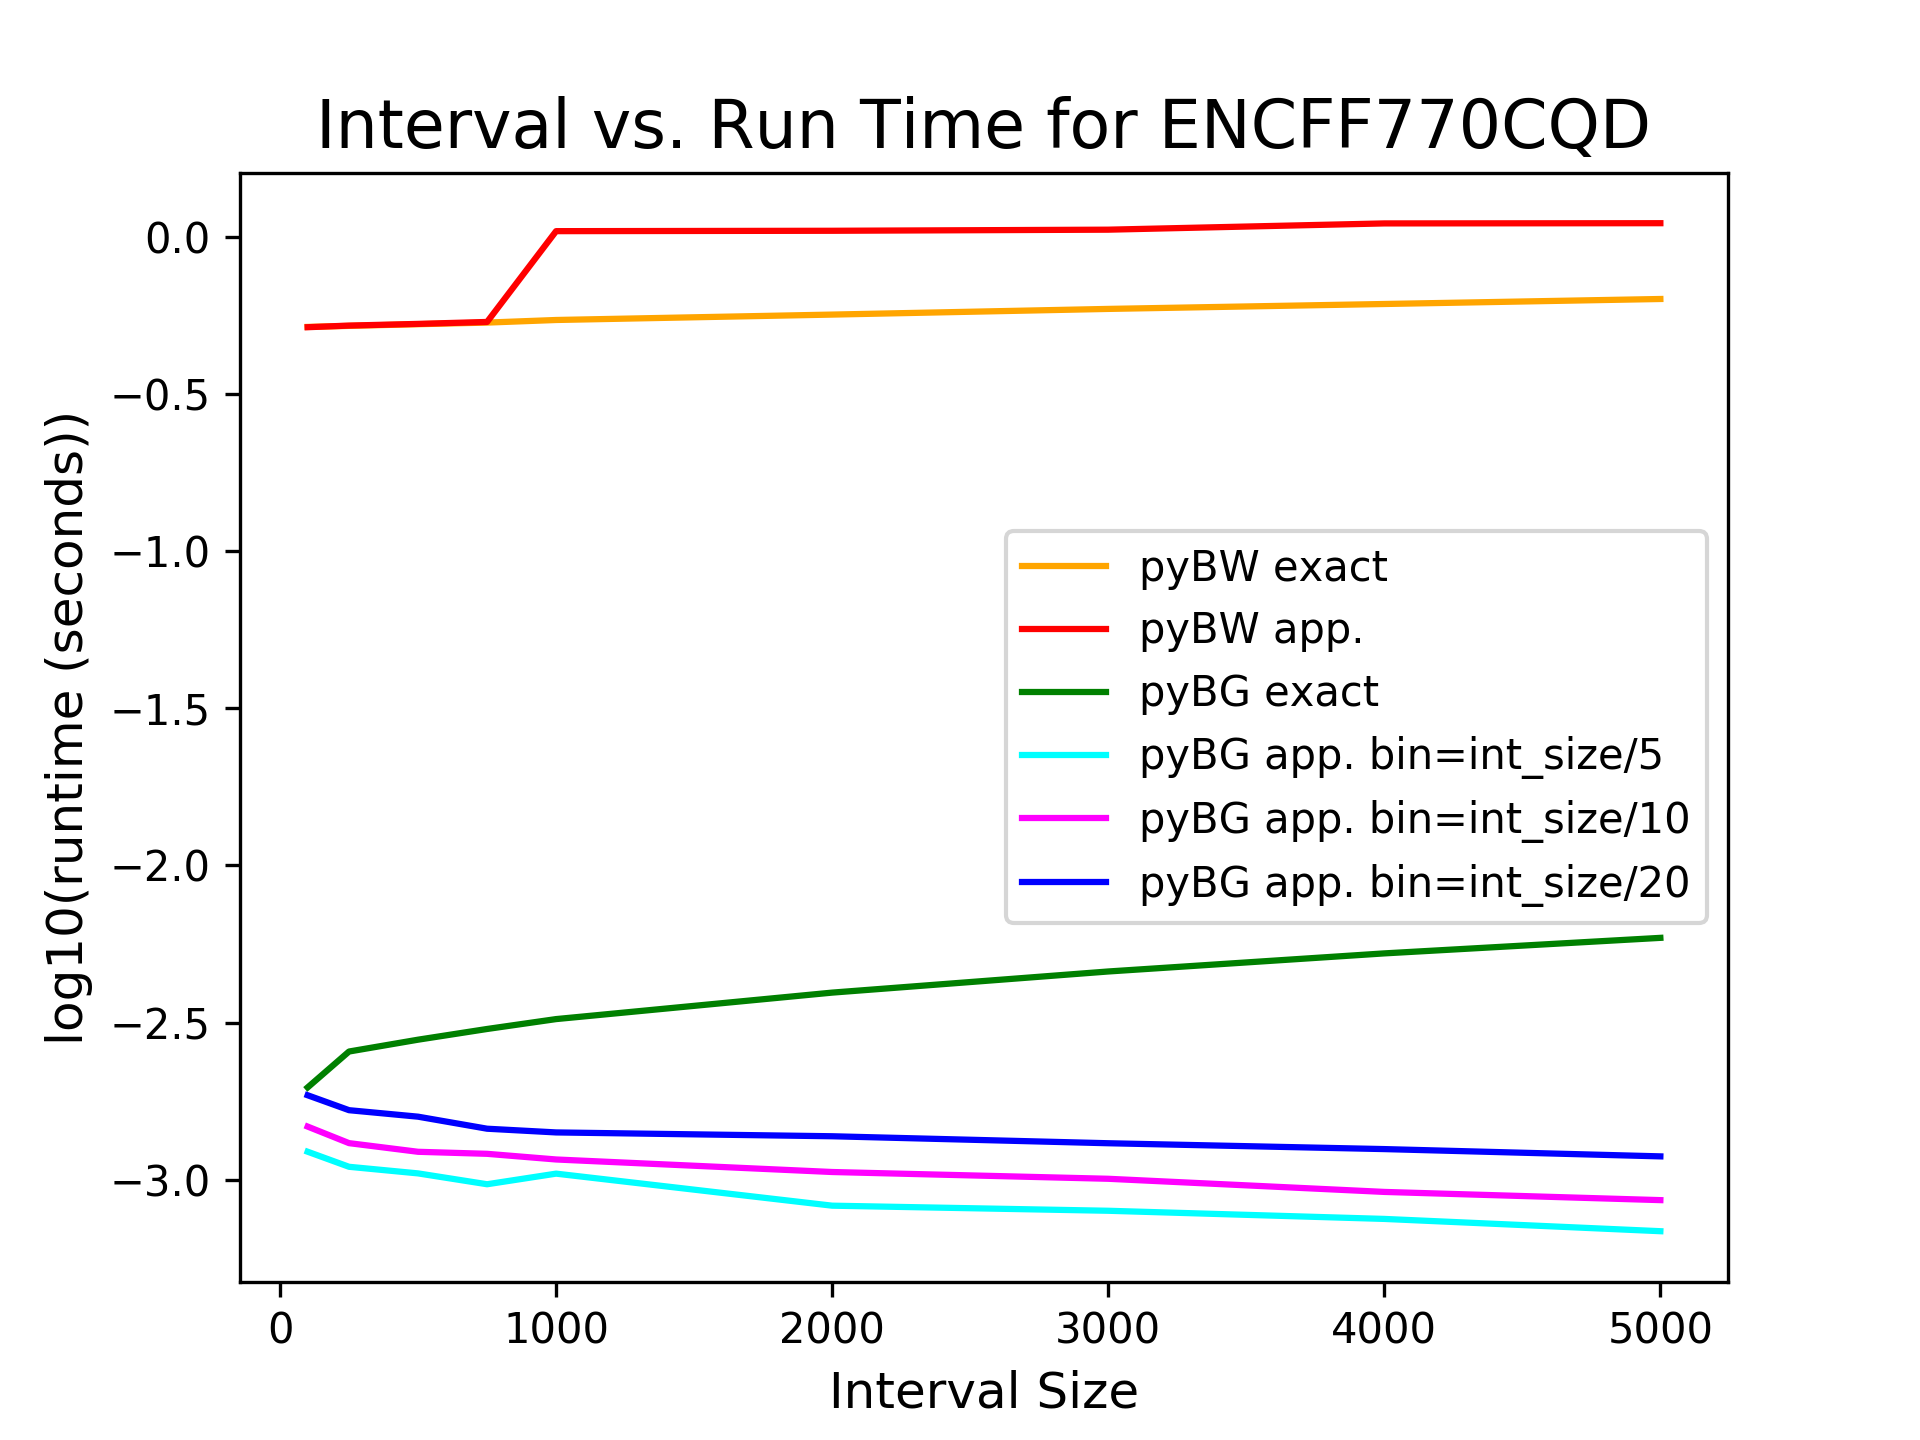 Interval vs. Run Time for ENCFF770CQD
log10(runtime (seconds))
0.0
−0.5
−1.0
−1.5
−2.0
−2.5
−3.0
pyBW exact
pyBW app.
pyBG exact
pyBG app. bin=int_size/5
pyBG app. bin=int_size/10
pyBG app. bin=int_size/20
0 1000 2000 3000 4000 5000
Interval Size